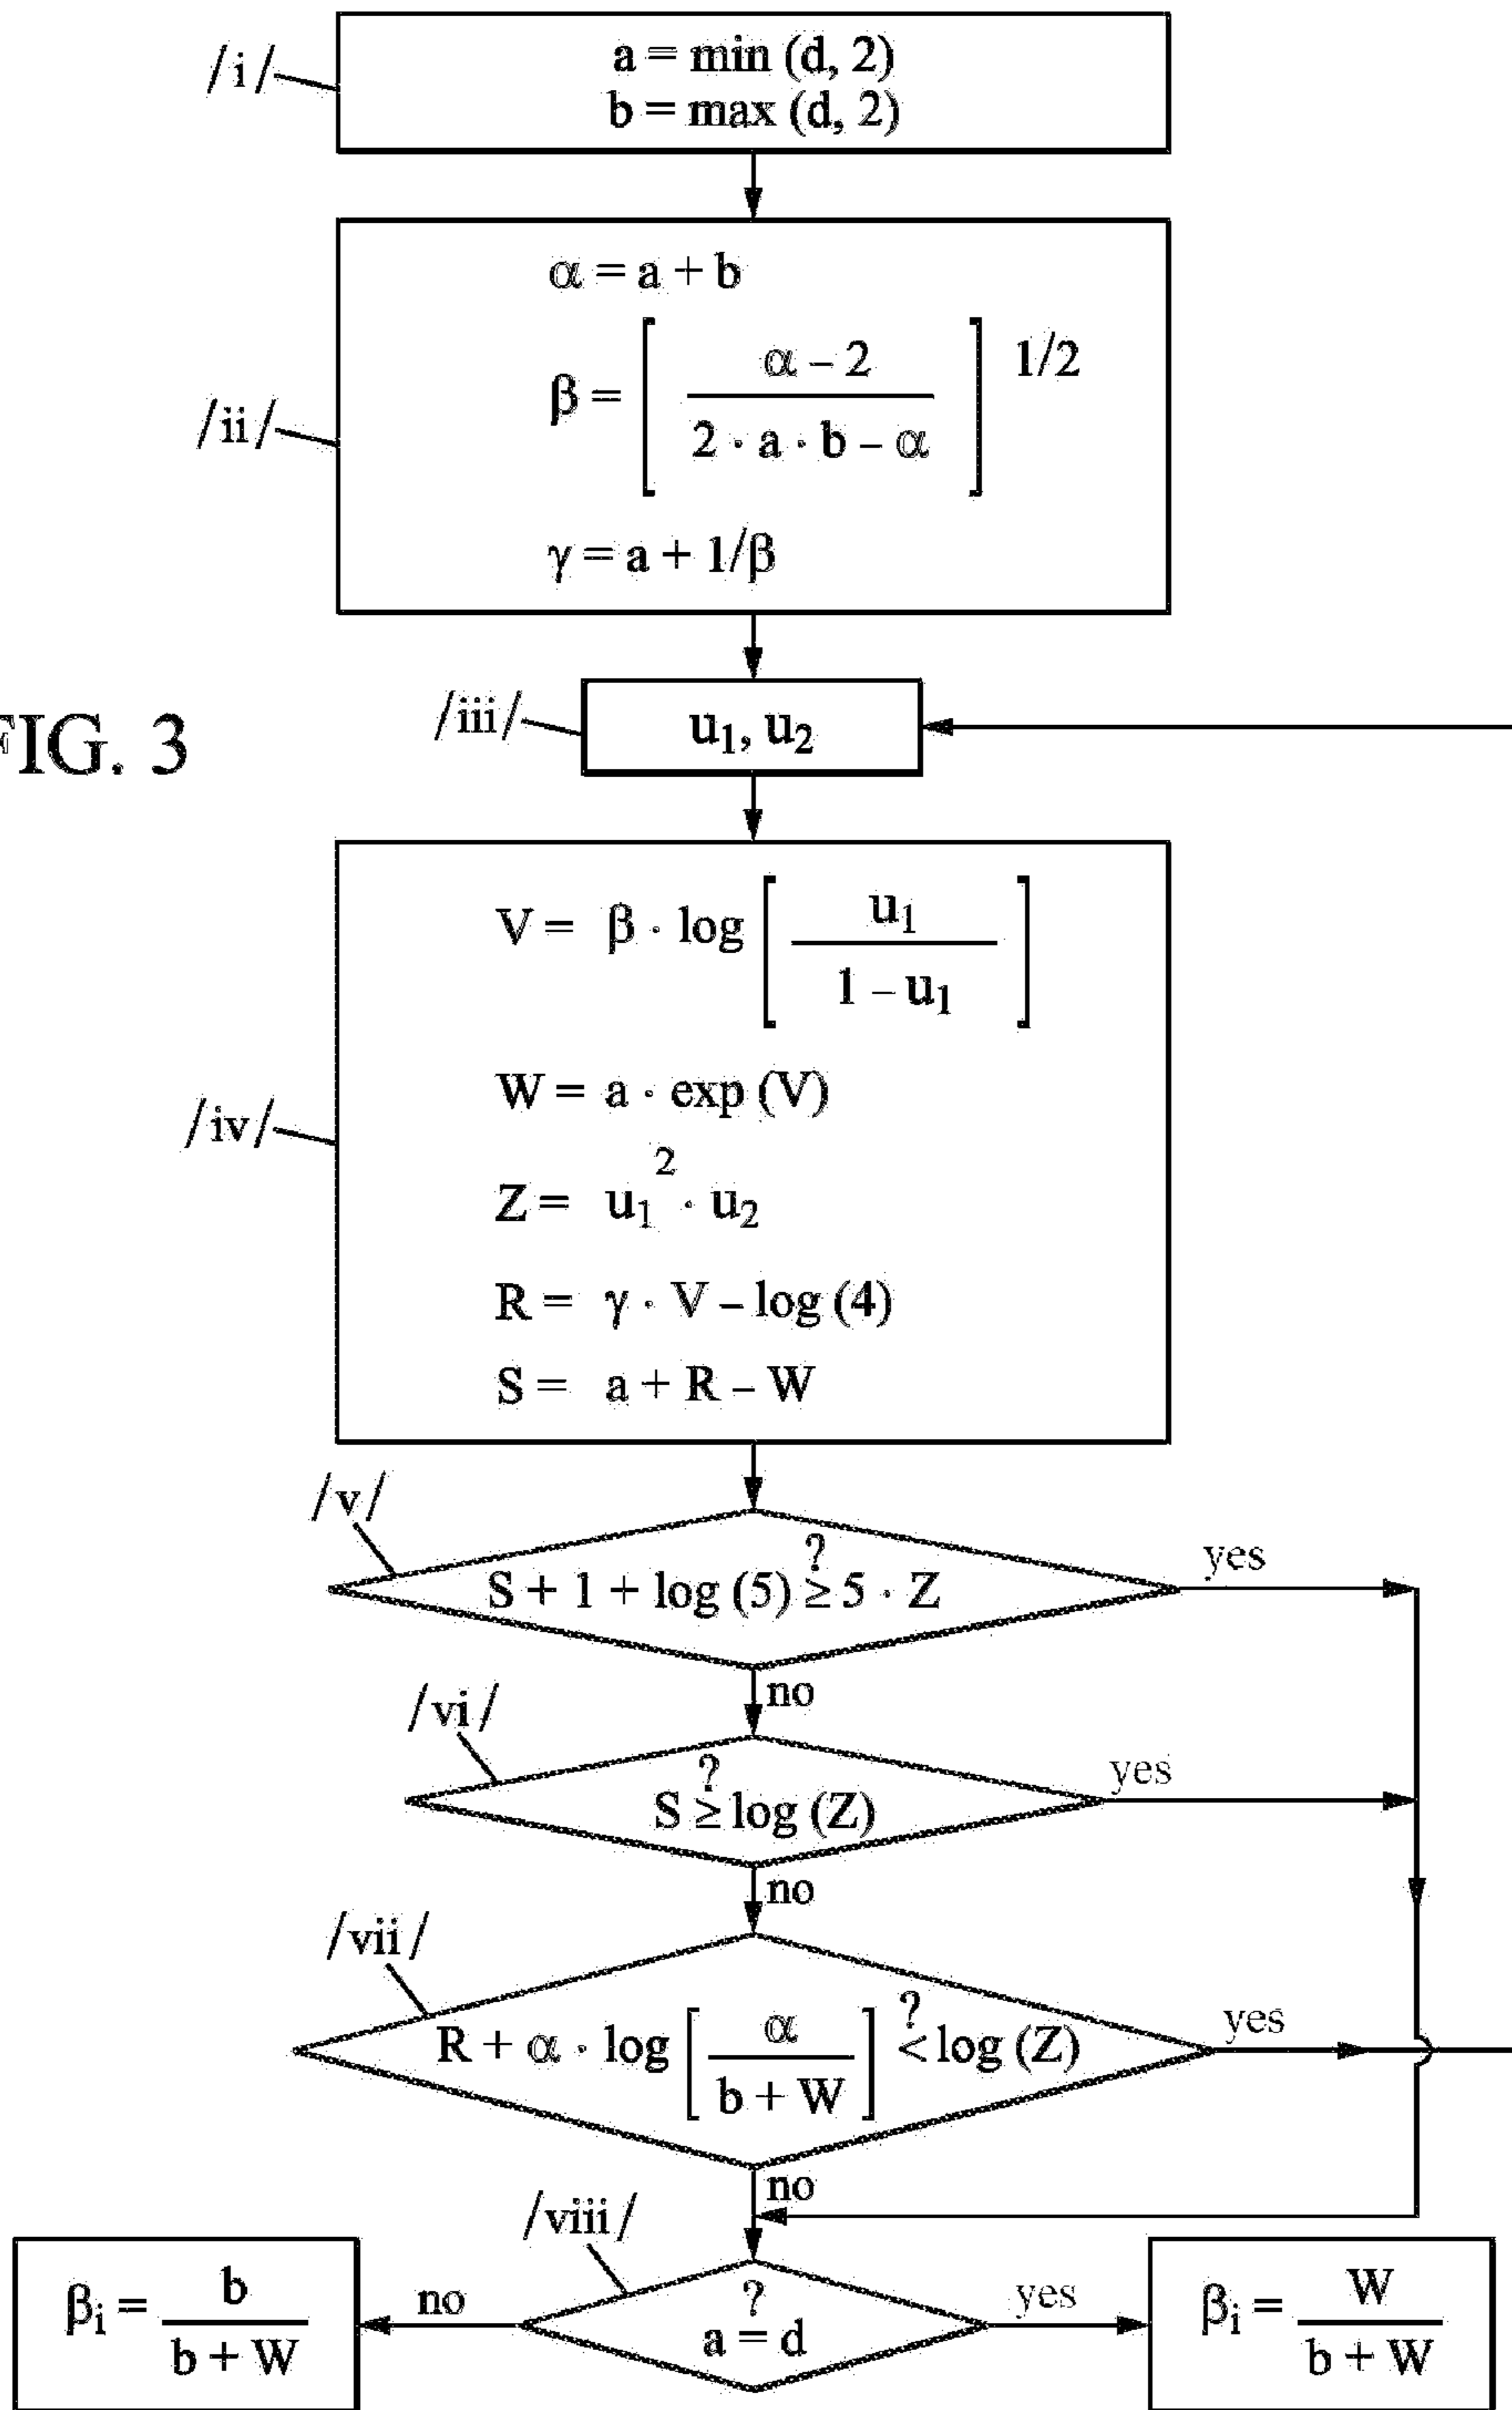 /i/
a = min (d, 2)
b = max (d, 2)
/ii/
α = a + b
β = [ (α – 2) / (2 · a · b – α) ] 1/2
γ = a + 1/β
FIG. 3
/iii/
u₁, u₂
/iv/
V = β · log [ u₁ / (1 – u₁) ]
W = a · exp (V)
Z = u₁² · u₂
R = γ · V – log (4)
S = a + R – W
/v/
S + 1 + log (5) ≥? 5 · Z
yes
no
/vi/
S ≥? log (Z)
yes
no
/vii/
R + α · log [ α / (b + W) ] <? log (Z)
yes
no
/viii/
a =? d
no
yes
βi = b / (b + W)
βi = W / (b + W)